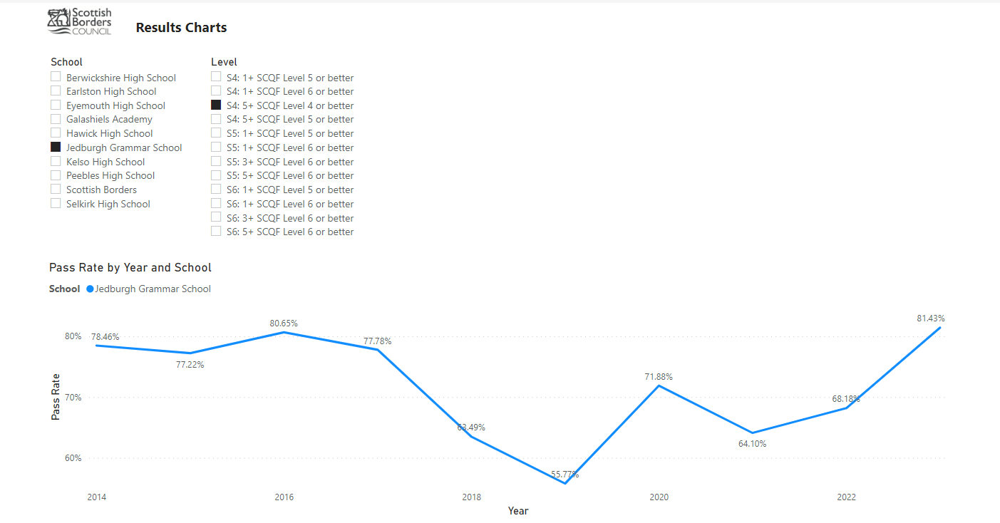 Scottish
Borders
COUNCIL
Results Charts
School
Berwickshire High School
Earlston High School
Eyemouth High School
Galashiels Academy
Hawick High School
Jedburgh Grammar School
Kelso High School
Peebles High School
Scottish Borders
Selkirk High School
Level
S4: 1+ SCQF Level 5 or better
S4: 1+ SCQF Level 6 or better
S4: 5+ SCQF Level 4 or better
S4: 5+ SCQF Level 5 or better
S5: 1+ SCQF Level 5 or better
S5: 1+ SCQF Level 6 or better
S5: 3+ SCQF Level 6 or better
S5: 5+ SCQF Level 6 or better
S6: 1+ SCQF Level 5 or better
S6: 1+ SCQF Level 6 or better
S6: 3+ SCQF Level 6 or better
S6: 5+ SCQF Level 6 or better
Pass Rate by Year and School
School Jedburgh Grammar School
Pass Rate
80%
70%
60%
78.46%
77.22%
80.65%
77.78%
63.49%
55.77%
71.88%
64.10%
68.18%
81.43%
2014 2016 2018 2020 2022
Year